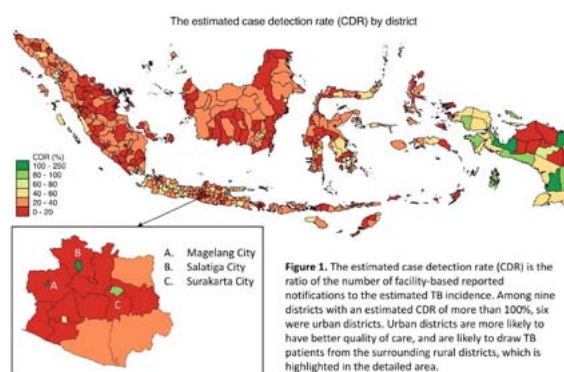 The estimated case detection rate (CDR) by district
CDR (%)
100 - 250
80 - 100
60 - 80
40 - 60
20 - 40
0 - 20
A. Magelang City
B. Salatiga City
C. Surakarta City
B
A
C
Figure 1. The estimated case detection rate (CDR) is the
ratio of the number of facility-based reported
notifications to the estimated TB incidence. Among nine
districts with an estimated CDR of more than 100%, six
were urban districts. Urban districts are more likely to
have better quality of care, and are likely to draw TB
patients from the surrounding rural districts, which is
highlighted in the detailed area.